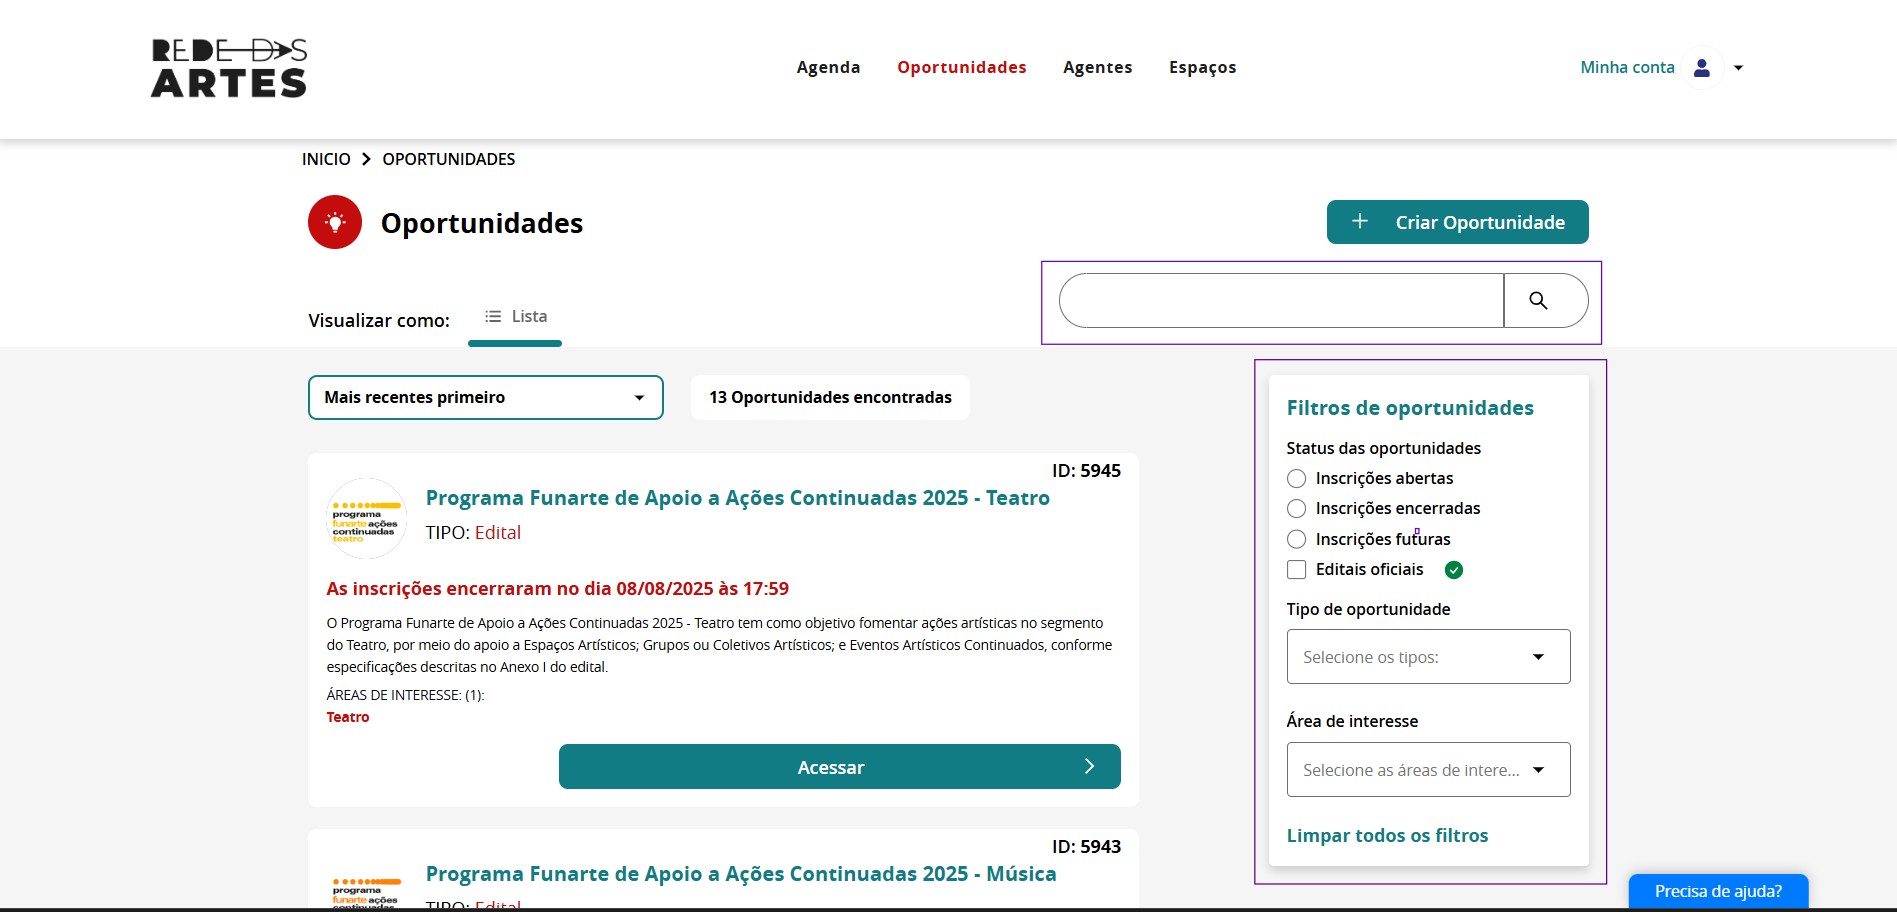 REDE DAS
ARTES
Agenda
Oportunidades
Agentes
Espaços
Minha conta
INICIO > OPORTUNIDADES
Oportunidades
+ Criar Oportunidade
Visualizar como:
Lista
Mais recentes primeiro
13 Oportunidades encontradas
ID: 5945
programa
funarte ações
continuadas
teatro
Programa Funarte de Apoio a Ações Continuadas 2025 - Teatro
TIPO: Edital
As inscrições encerraram no dia 08/08/2025 às 17:59
O Programa Funarte de Apoio a Ações Continuadas 2025 - Teatro tem como objetivo fomentar ações artísticas no segmento
do Teatro, por meio do apoio a Espaços Artísticos; Grupos ou Coletivos Artísticos; e Eventos Artísticos Continuados, conforme
especificações descritas no Anexo I do edital.
ÁREAS DE INTERESSE: (1):
Teatro
Acessar
ID: 5943
programa
funarte ações
continuadas
Programa Funarte de Apoio a Ações Continuadas 2025 - Música
TIPO: Edital
Filtros de oportunidades
Status das oportunidades
Inscrições abertas
Inscrições encerradas
Inscrições futuras
Editais oficiais
Tipo de oportunidade
Selecione os tipos:
Área de interesse
Selecione as áreas de intere...
Limpar todos os filtros
Precisa de ajuda?